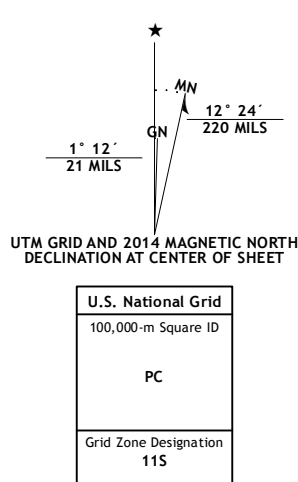 ★
MN
GN
12° 24´
220 MILS
1° 12´
21 MILS
UTM GRID AND 2014 MAGNETIC NORTH
DECLINATION AT CENTER OF SHEET
U.S. National Grid
100,000-m Square ID
PC
Grid Zone Designation
11S